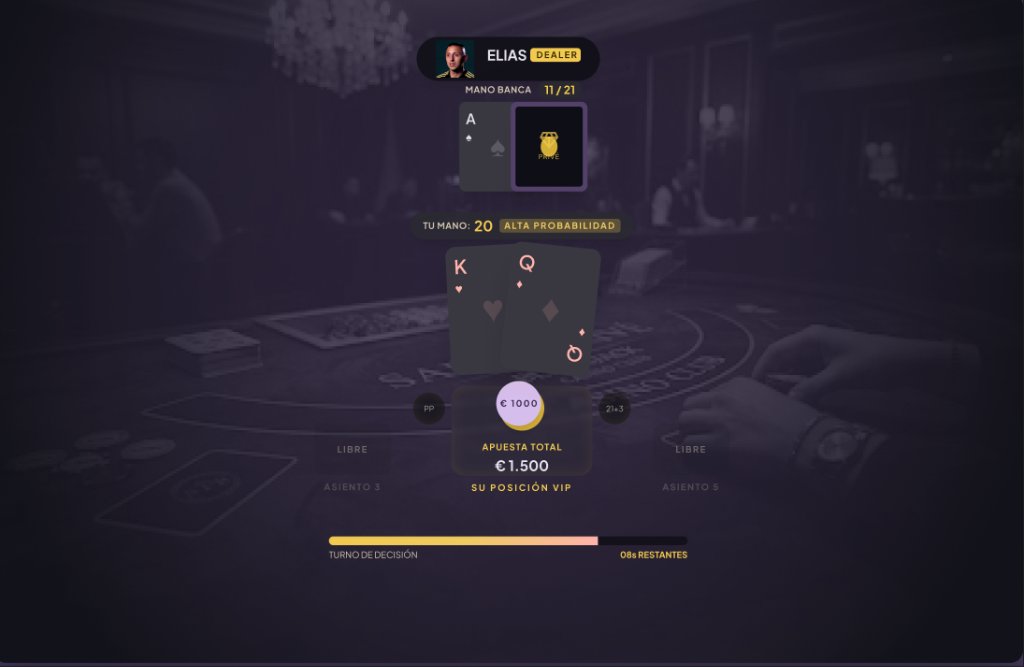 ELIAS DEALER
MANO BANCA 11 / 21
A
PRIVÉ
TU MANO: 20 ALTA PROBABILIDAD
K
Q
Q
€ 1000
PP
21+3
APUESTA TOTAL
€ 1.500
LIBRE
LIBRE
ASIENTO 3
SU POSICIÓN VIP
ASIENTO 5
TURNO DE DECISIÓN
08s RESTANTES